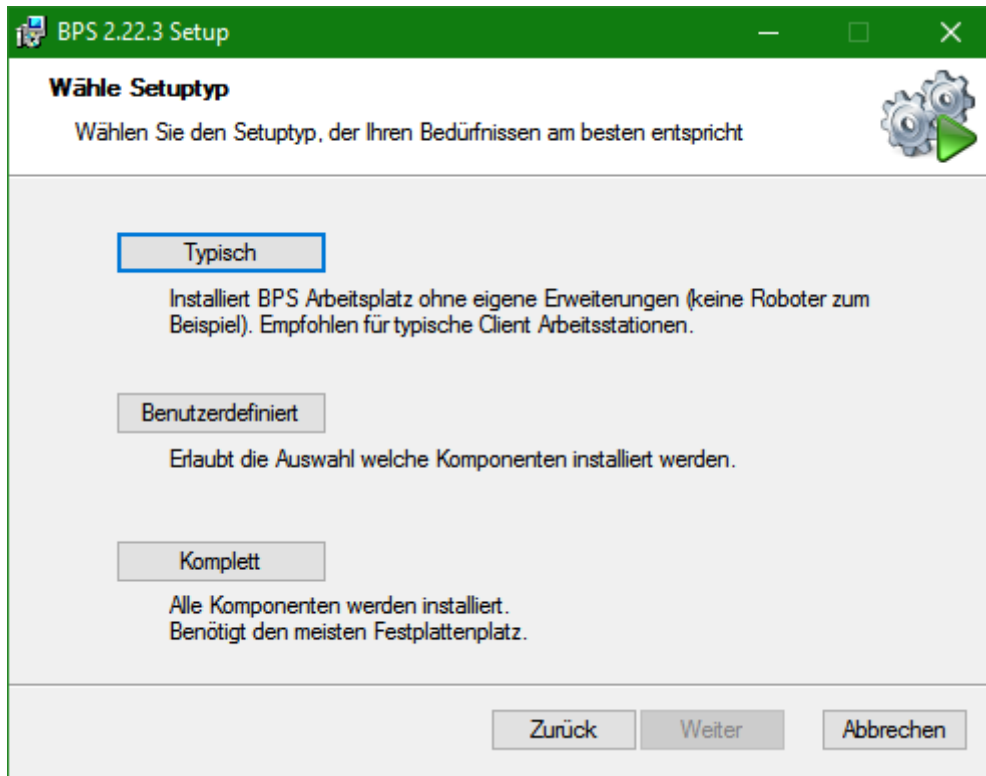 BPS 2.22.3 Setup
Wähle Setuptyp
Wählen Sie den Setuptyp, der Ihren Bedürfnissen am besten entspricht
Typisch
Installiert BPS Arbeitsplatz ohne eigene Erweiterungen (keine Roboter zum
Beispiel). Empfohlen für typische Client Arbeitsstationen.
Benutzerdefiniert
Erlaubt die Auswahl welche Komponenten installiert werden.
Komplett
Alle Komponenten werden installiert.
Benötigt den meisten Festplattenplatz.
Zurück
Weiter
Abbrechen